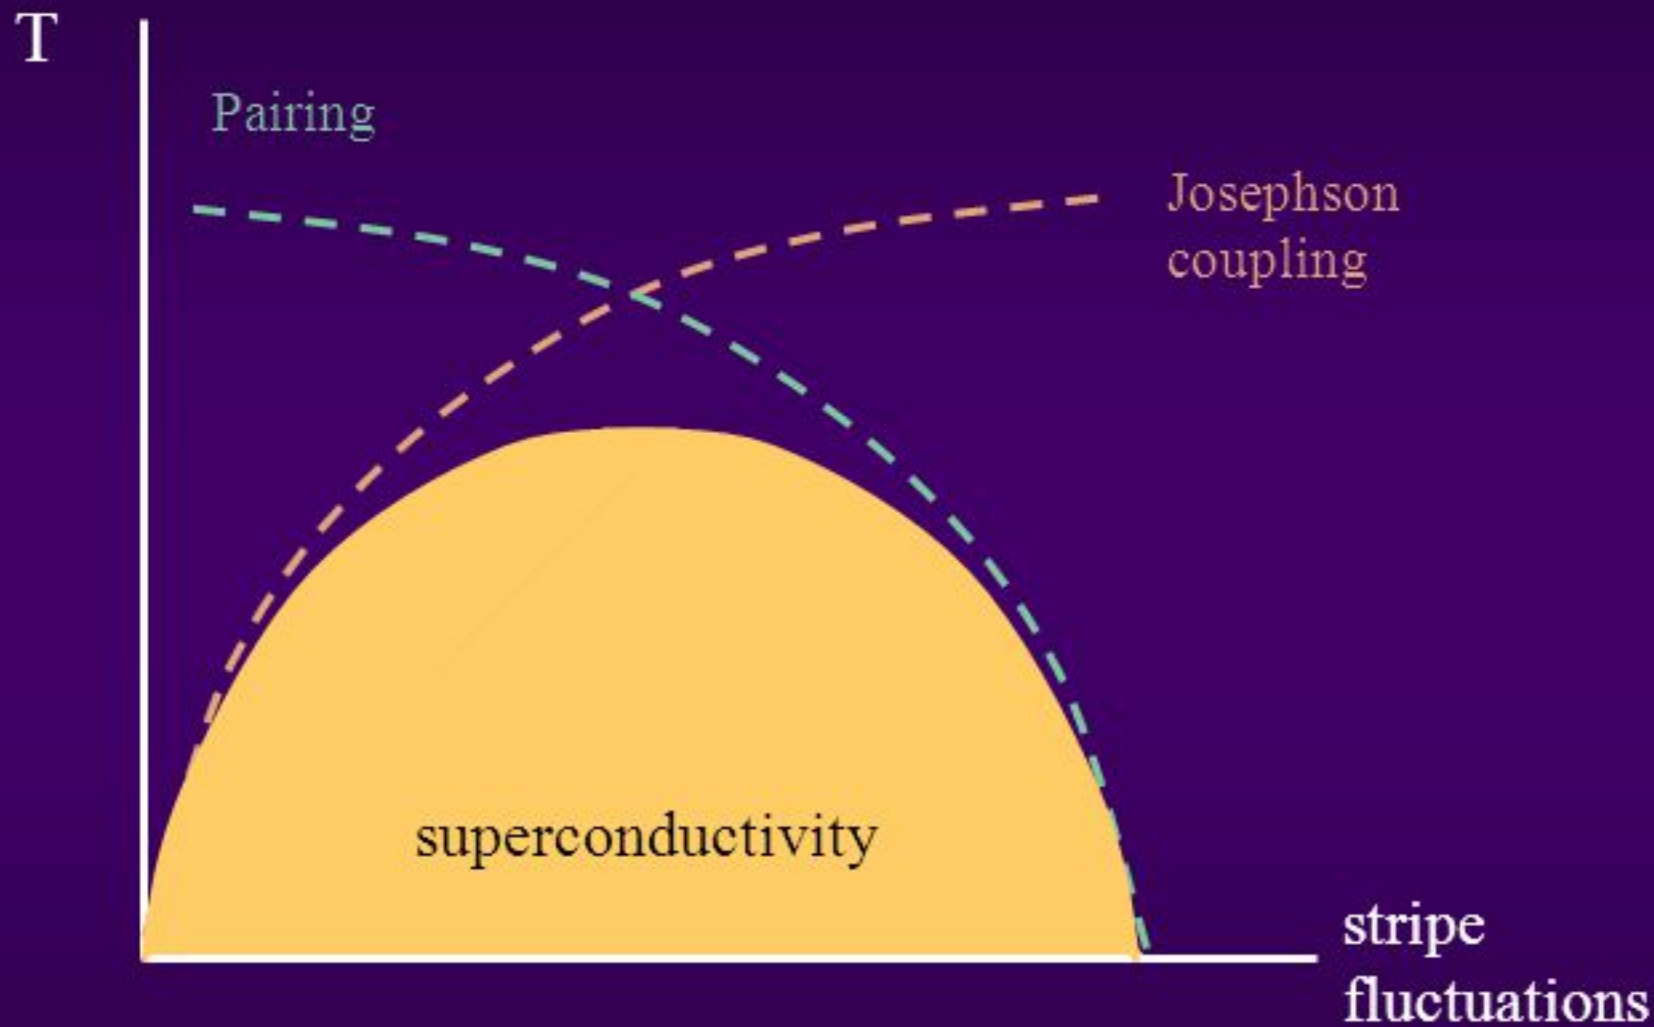 T
Pairing
Josephson
coupling
superconductivity
stripe
fluctuations